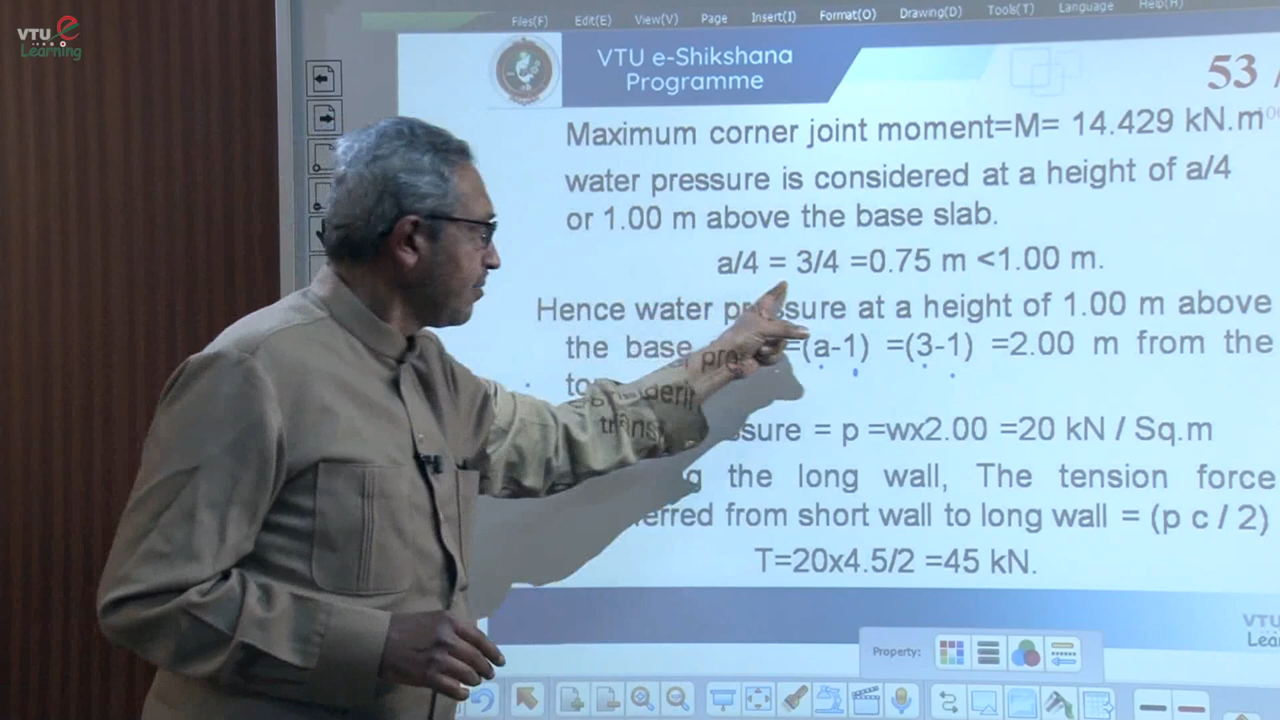 VTU e
Learning
Files(F) Edit(E) View(V) Page Insert(I) Format(O) Drawing(D) Tools(T) Language Help(H)
VTU e-Shikshana
Programme
53 /
Maximum corner joint moment=M= 14.429 kN.m
water pressure is considered at a height of a/4
or 1.00 m above the base slab.
a/4 = 3/4 =0.75 m <1.00 m.
Hence water pressure at a height of 1.00 m above
the base =(a-1) =(3-1) =2.00 m from the
sure = p =wx2.00 =20 kN / Sq.m
the long wall, The tension force
erred from short wall to long wall = (p c / 2)
T=20x4.5/2 =45 kN.
VTU
Lea
Property: